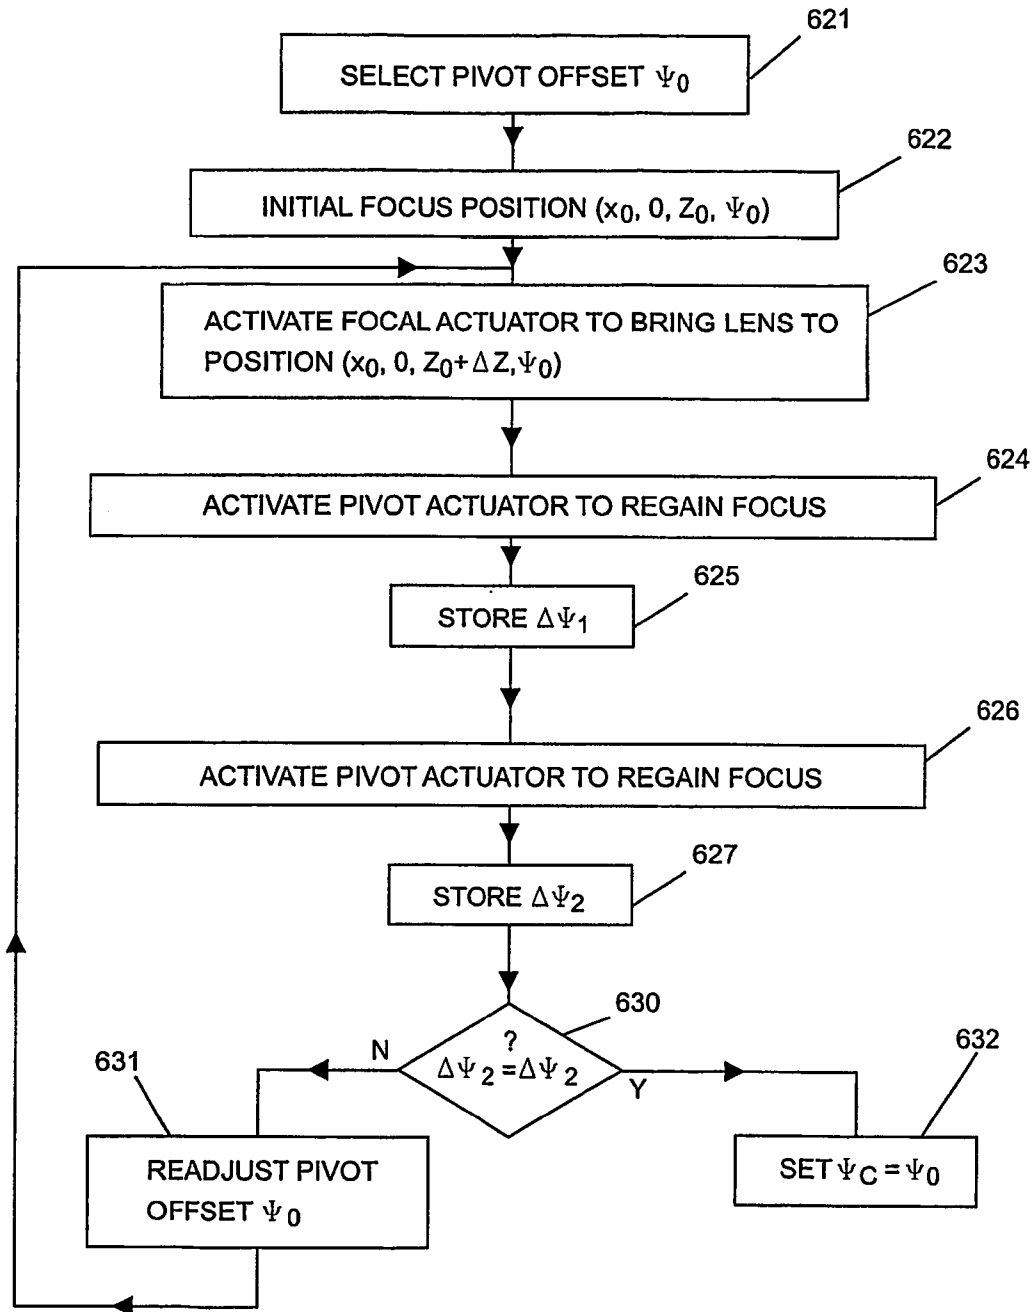 621
SELECT PIVOT OFFSET Ψ0
622
INITIAL FOCUS POSITION (x0, 0, Z0, Ψ0)
623
ACTIVATE FOCAL ACTUATOR TO BRING LENS TO
POSITION (x0, 0, Z0+ΔZ,Ψ0)
624
ACTIVATE PIVOT ACTUATOR TO REGAIN FOCUS
625
STORE ΔΨ1
626
ACTIVATE PIVOT ACTUATOR TO REGAIN FOCUS
627
STORE ΔΨ2
630
?
ΔΨ2=ΔΨ2
N
Y
631
READJUST PIVOT
OFFSET Ψ0
632
SET ΨC=Ψ0